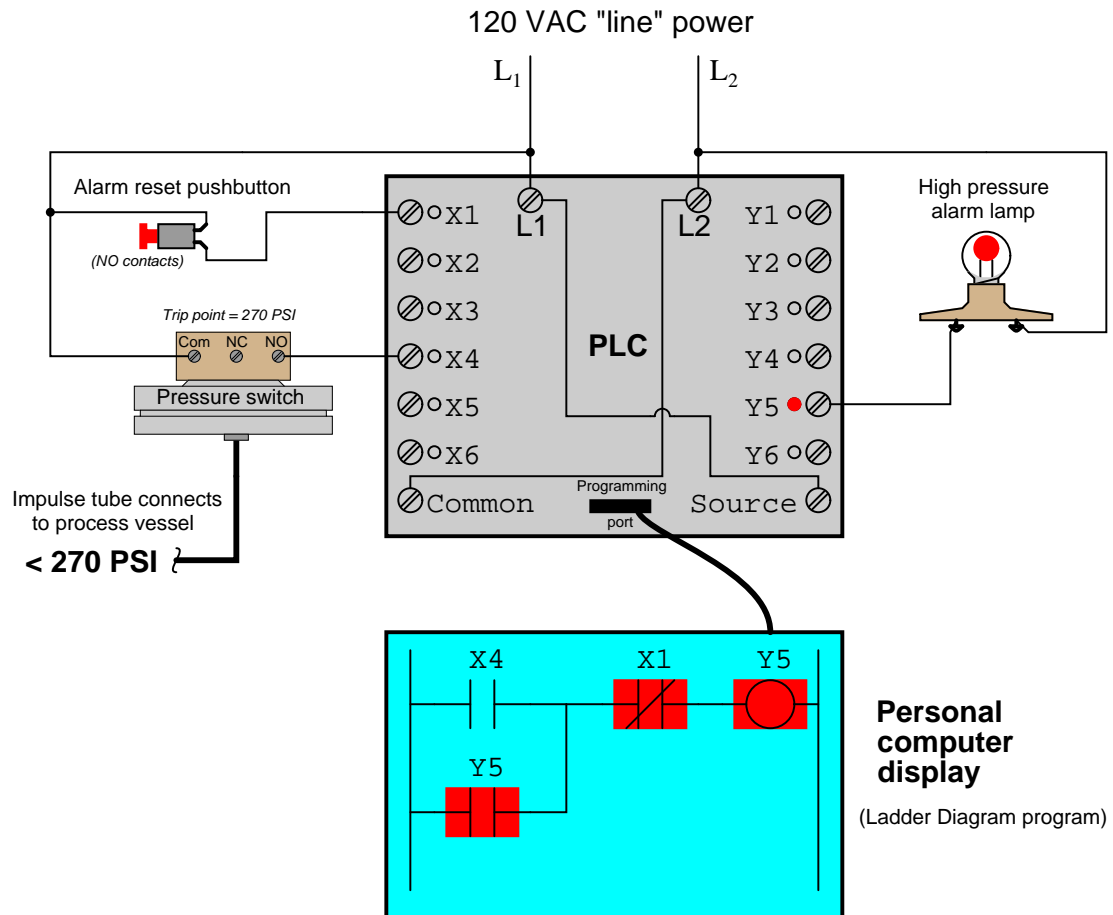 120 VAC "line" power
L1
L2
Alarm reset pushbutton
(NO contacts)
High pressure
alarm lamp
L1
L2
X1
X2
X3
X4
X5
X6
Common
PLC
Y1
Y2
Y3
Y4
Y5
Y6
Source
Programming
port
Trip point = 270 PSI
Com NC NO
Pressure switch
Impulse tube connects
to process vessel
< 270 PSI
X4
X1
Y5
Y5
Personal
computer
display
(Ladder Diagram program)